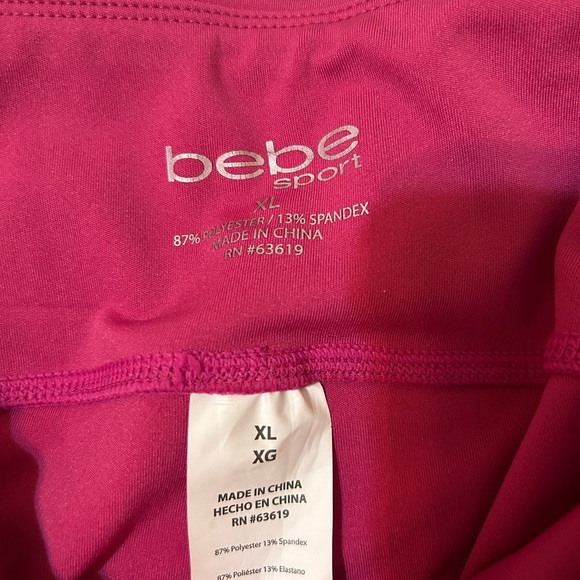 bebe
sport
XL
87% POLYESTER / 13% SPANDEX
MADE IN CHINA
RN #63619
XL
XG
MADE IN CHINA
HECHO EN CHINA
RN #63619
87% Polyester 13% Spandex
87% Poliéster 13% Elastano